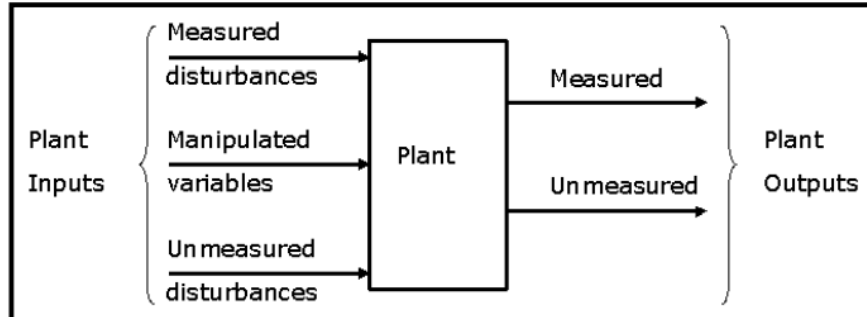 Measured
disturbances
Plant
Inputs
Manipulated
variables
Unmeasured
disturbances
Plant
Measured
Unmeasured
Plant
Outputs